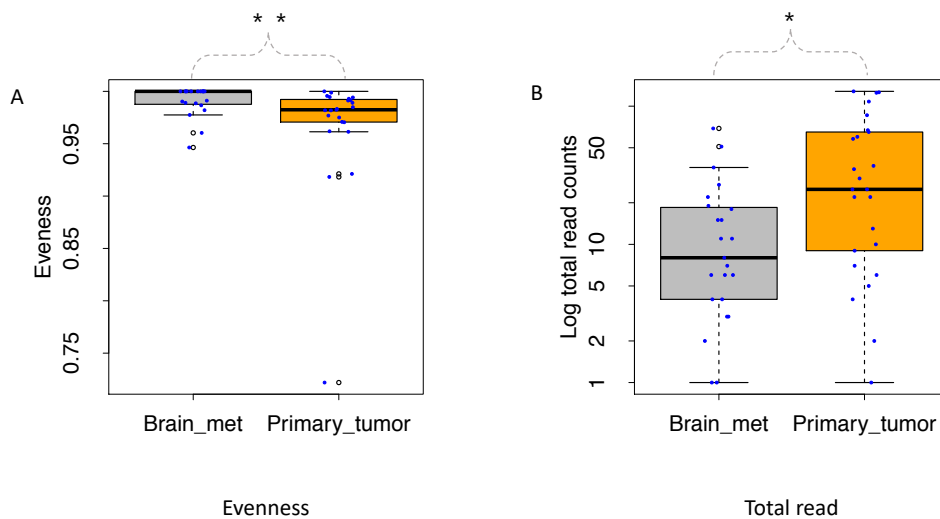 * *
A
Eveness
0.95
0.85
0.75
Brain_met
Primary_tumor
Evenness
*
B
Log total read counts
50
10
5
2
1
Brain_met
Primary_tumor
Total read